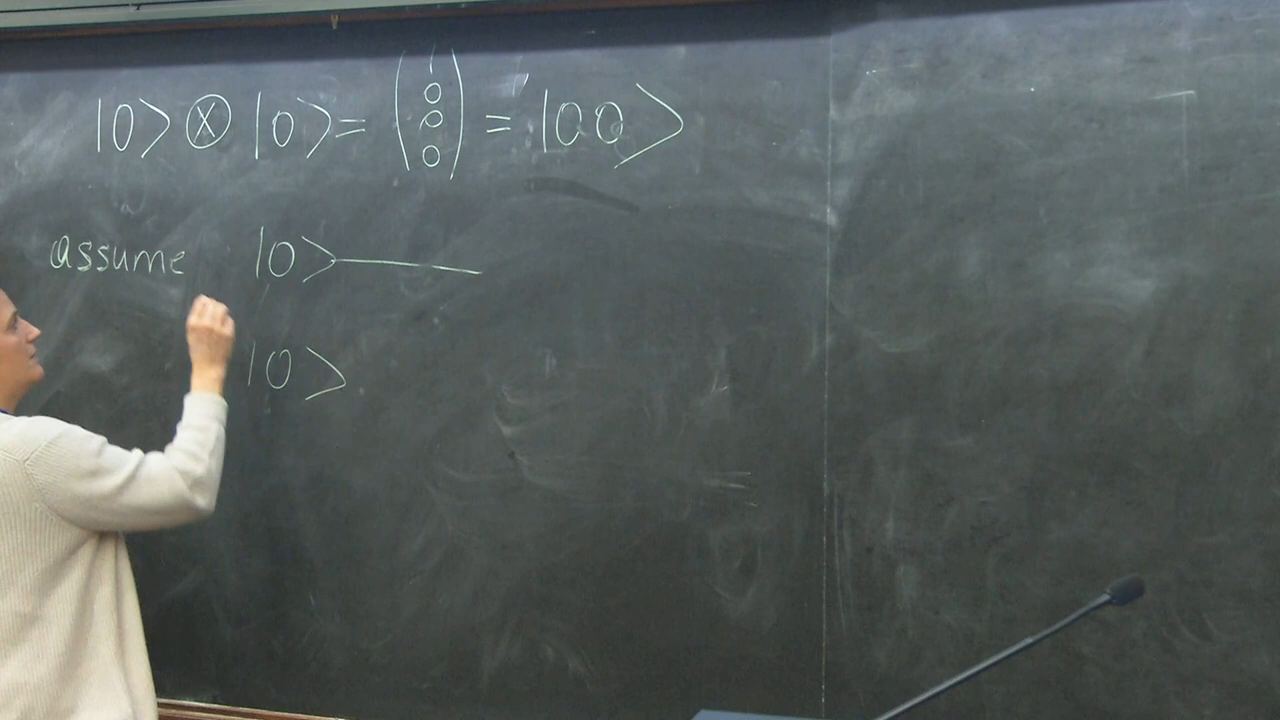 |0> ⊗ |0> = (1 0 0 0) = |00>
assume |0>
|0>